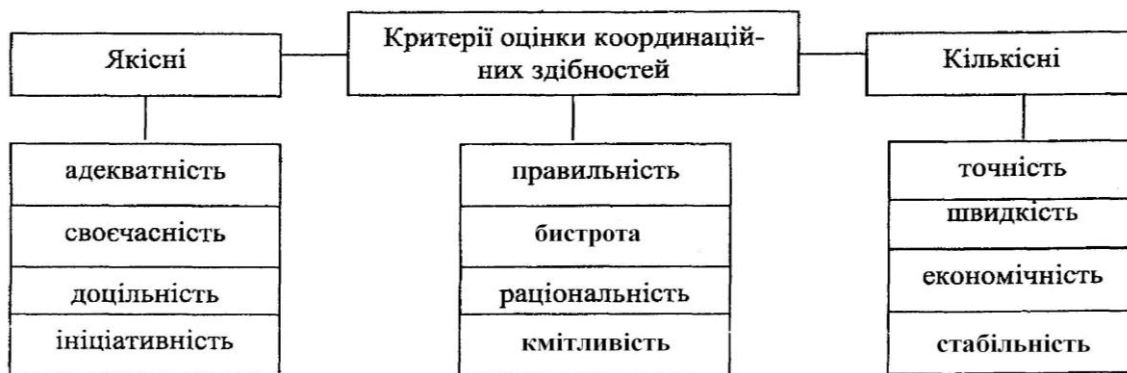 Якісні
Критерії оцінки координацій-
них здібностей
Кількісні
адекватність
правильність
точність
своєчасність
бистрота
швидкість
доцільність
раціональність
економічність
ініціативність
кмітливість
стабільність